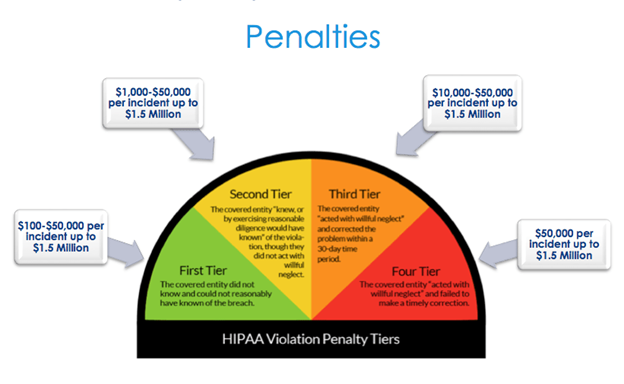 Penalties
$1,000-$50,000
per incident up to
$1.5 Million
$10,000-$50,000
per incident up to
$1.5 Million
$100-$50,000 per
incident up to
$1.5 Million
$50,000 per
incident up to
$1.5 Million
First Tier
The covered entity did not
know and could not reasonably
have known of the breach.
Second Tier
The covered entity "knew, or
by exercising reasonable
diligence would have
known" of the viola-
tion, though they
did not act with
willful
neglect.
Third Tier
The covered entity
"acted with willful neglect"
and corrected the
problem within a
30-day time
period.
Four Tier
The covered entity "acted with
willful neglect" and failed to
make a timely correction.
HIPAA Violation Penalty Tiers